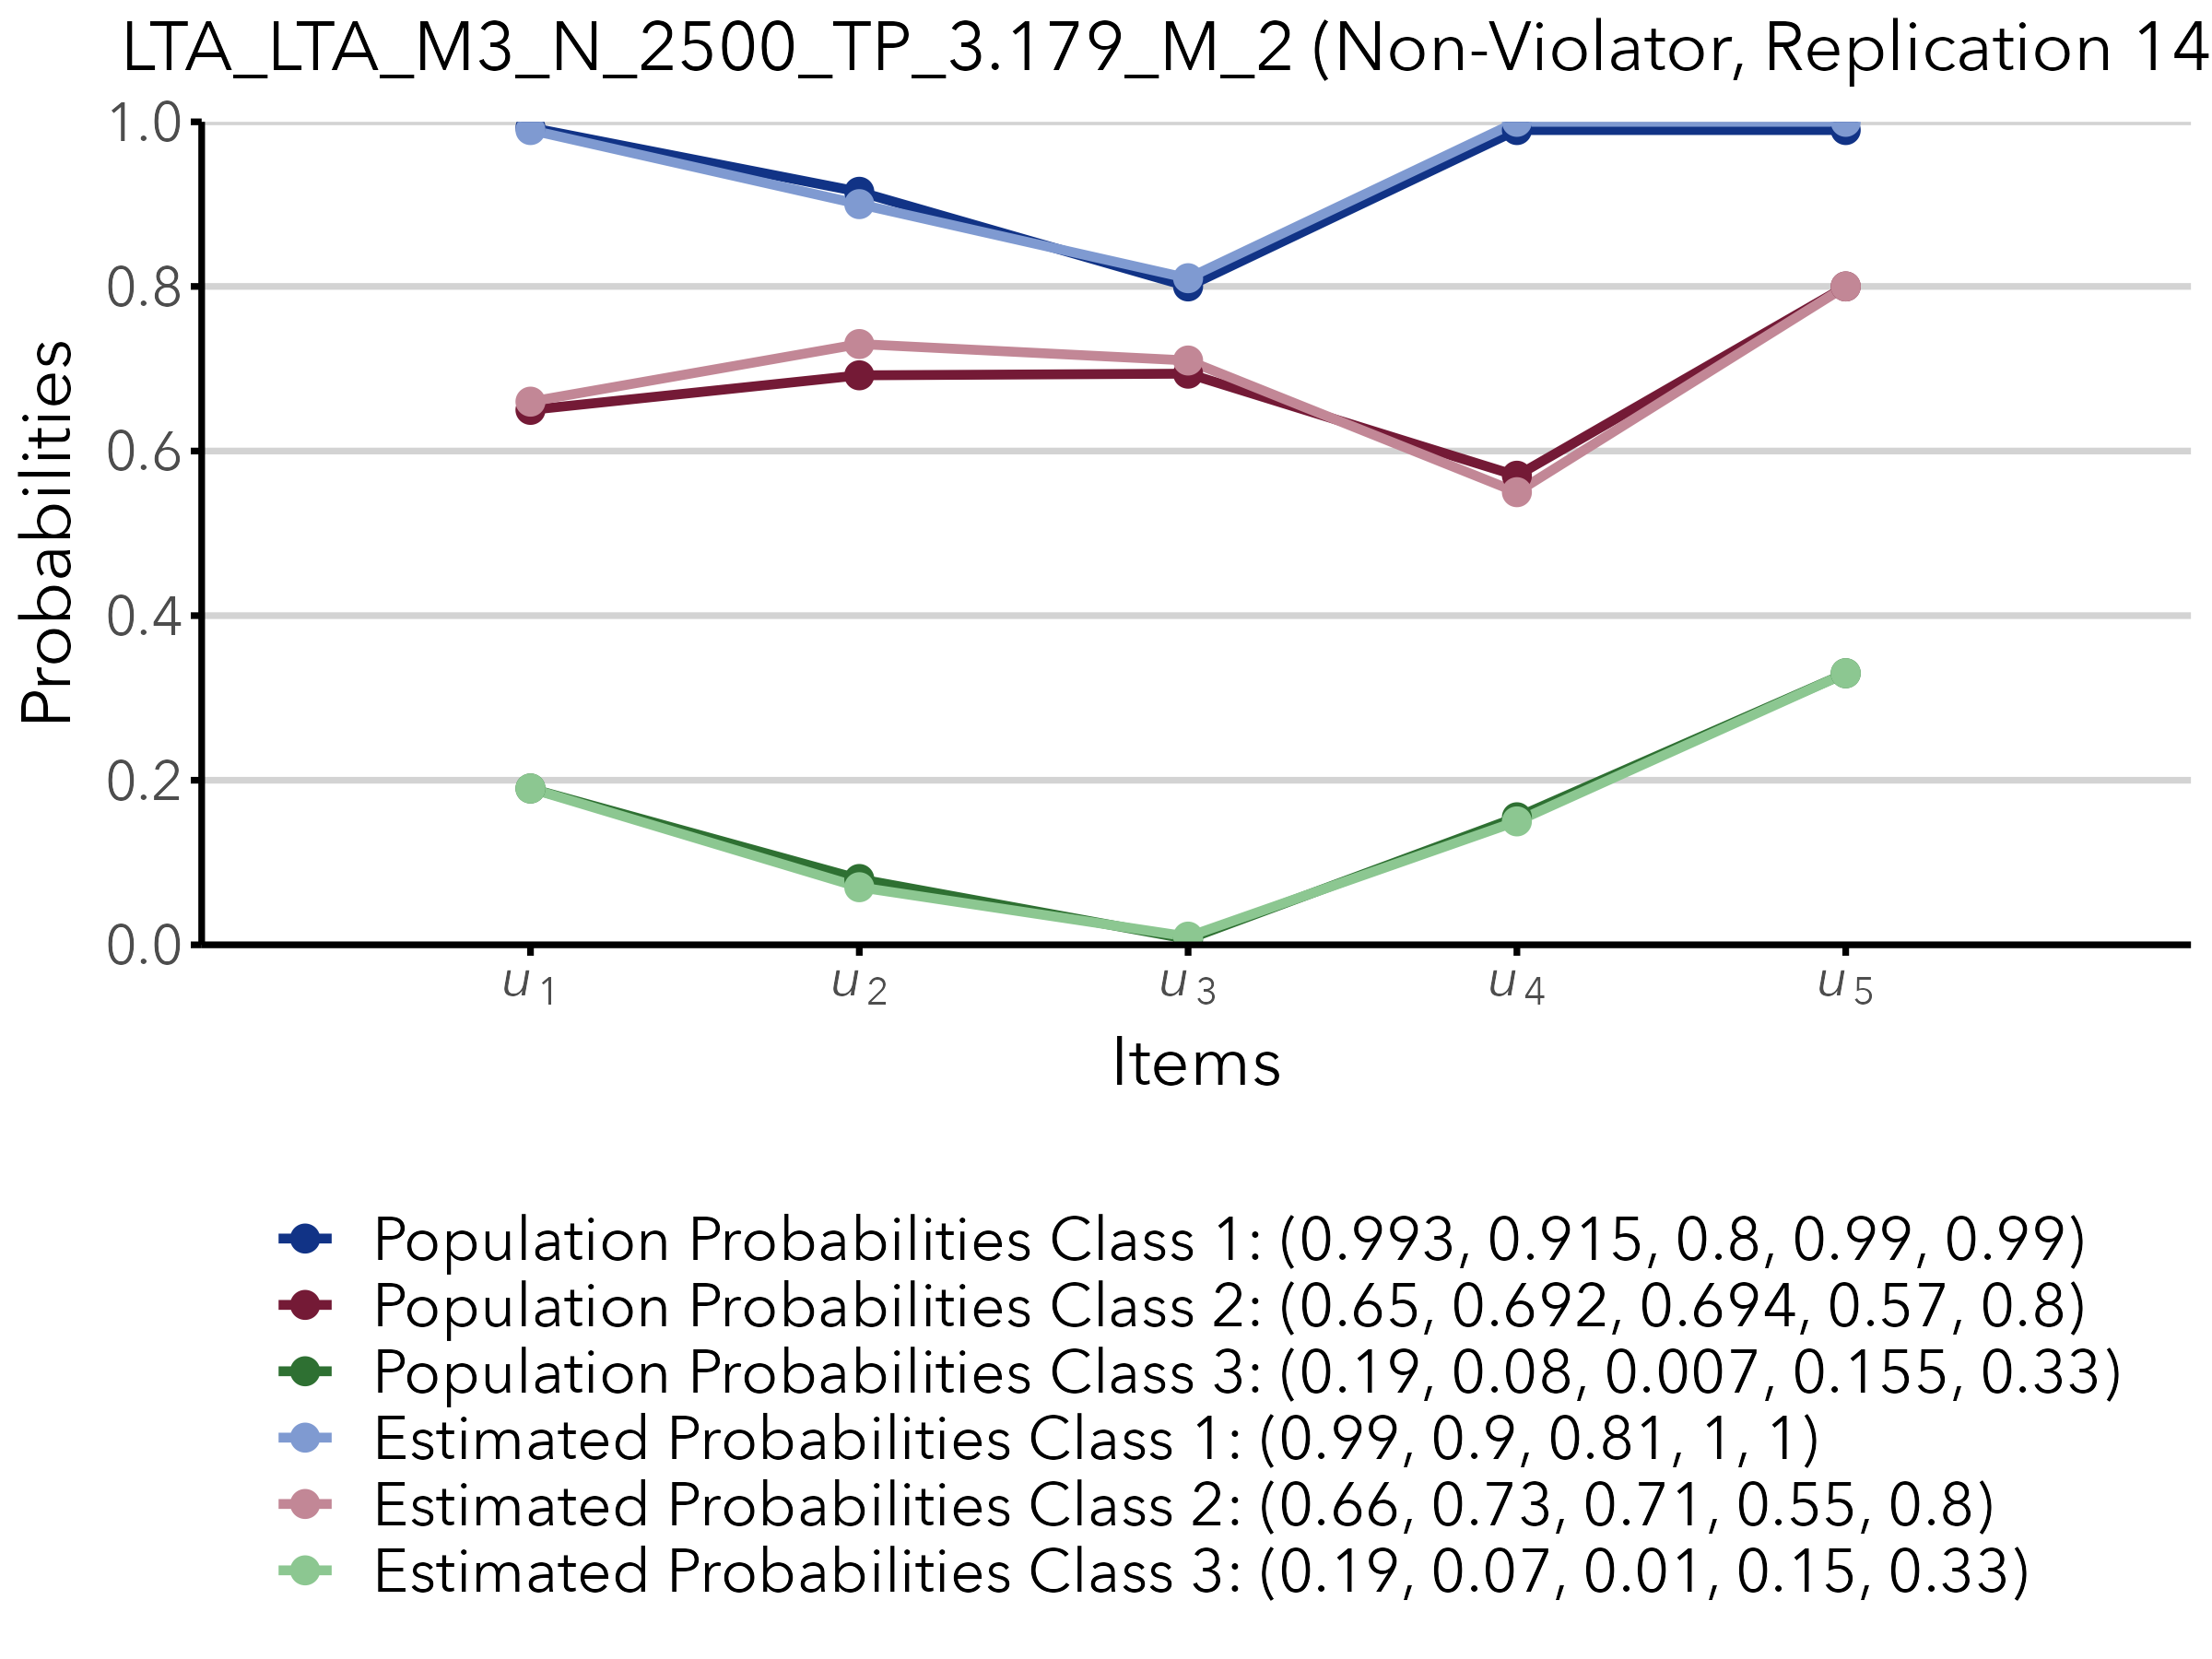 LTA_LTA_M3_N_2500_TP_3.179_M_2 (Non-Violator, Replication 14
1.0
0.8
0.6
0.4
0.2
0.0
Probabilities
u1 u2 u3 u4 u5
Items
Population Probabilities Class 1: (0.993, 0.915, 0.8, 0.99, 0.99)
Population Probabilities Class 2: (0.65, 0.692, 0.694, 0.57, 0.8)
Population Probabilities Class 3: (0.19, 0.08, 0.007, 0.155, 0.33)
Estimated Probabilities Class 1: (0.99, 0.9, 0.81, 1, 1)
Estimated Probabilities Class 2: (0.66, 0.73, 0.71, 0.55, 0.8)
Estimated Probabilities Class 3: (0.19, 0.07, 0.01, 0.15, 0.33)